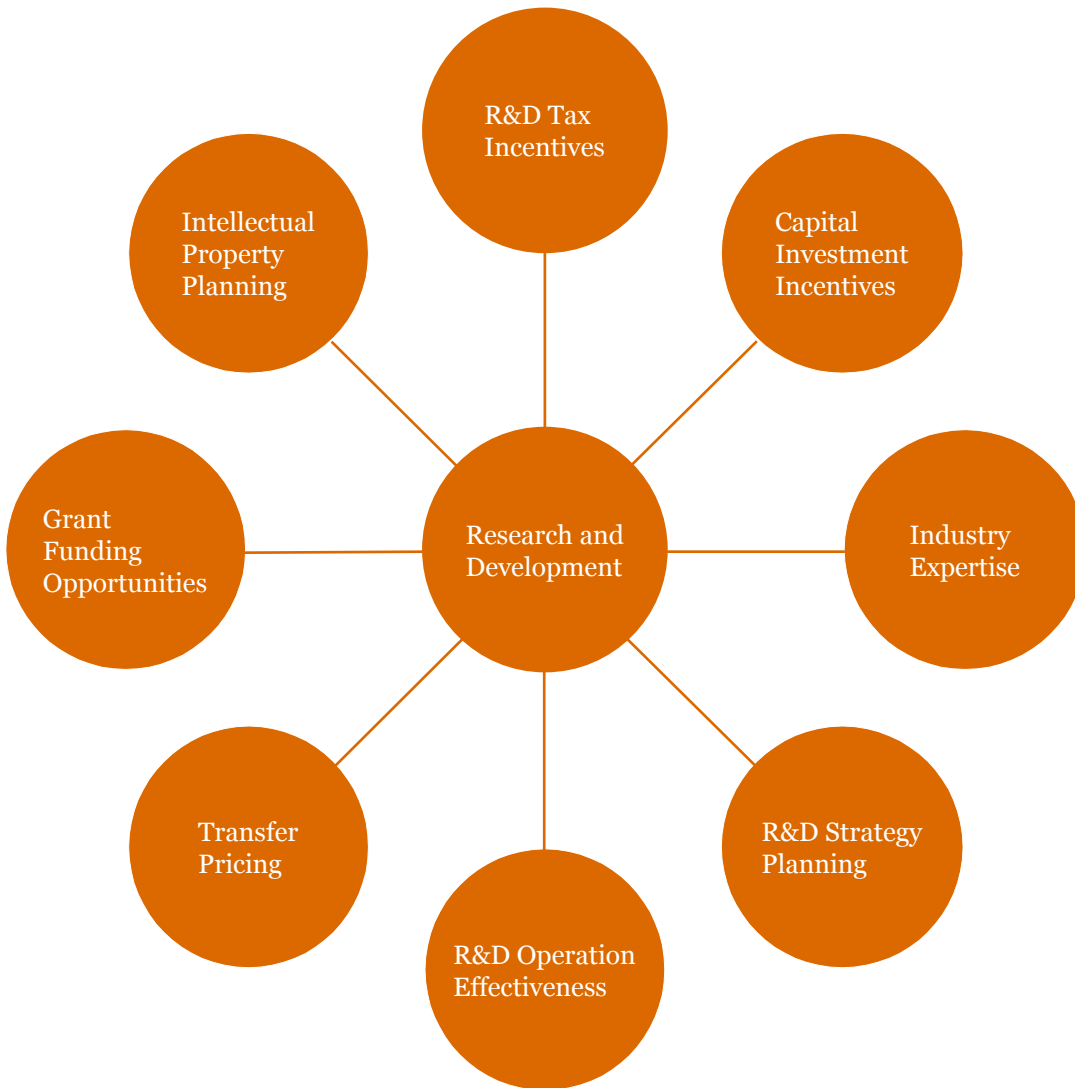 R&D Tax
Incentives
Intellectual
Property
Planning
Capital
Investment
Incentives
Grant
Funding
Opportunities
Research and
Development
Industry
Expertise
Transfer
Pricing
R&D Strategy
Planning
R&D Operation
Effectiveness